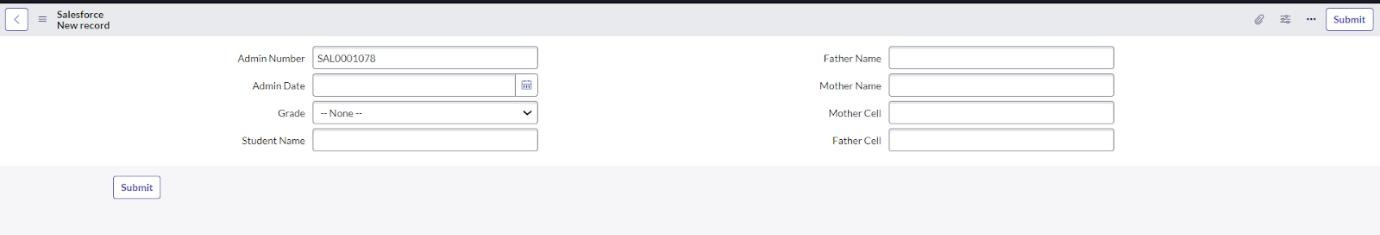 Salesforce
New record
Submit
Admin Number SAL0001078
Admin Date
Grade -- None --
Student Name
Father Name
Mother Name
Mother Cell
Father Cell
Submit